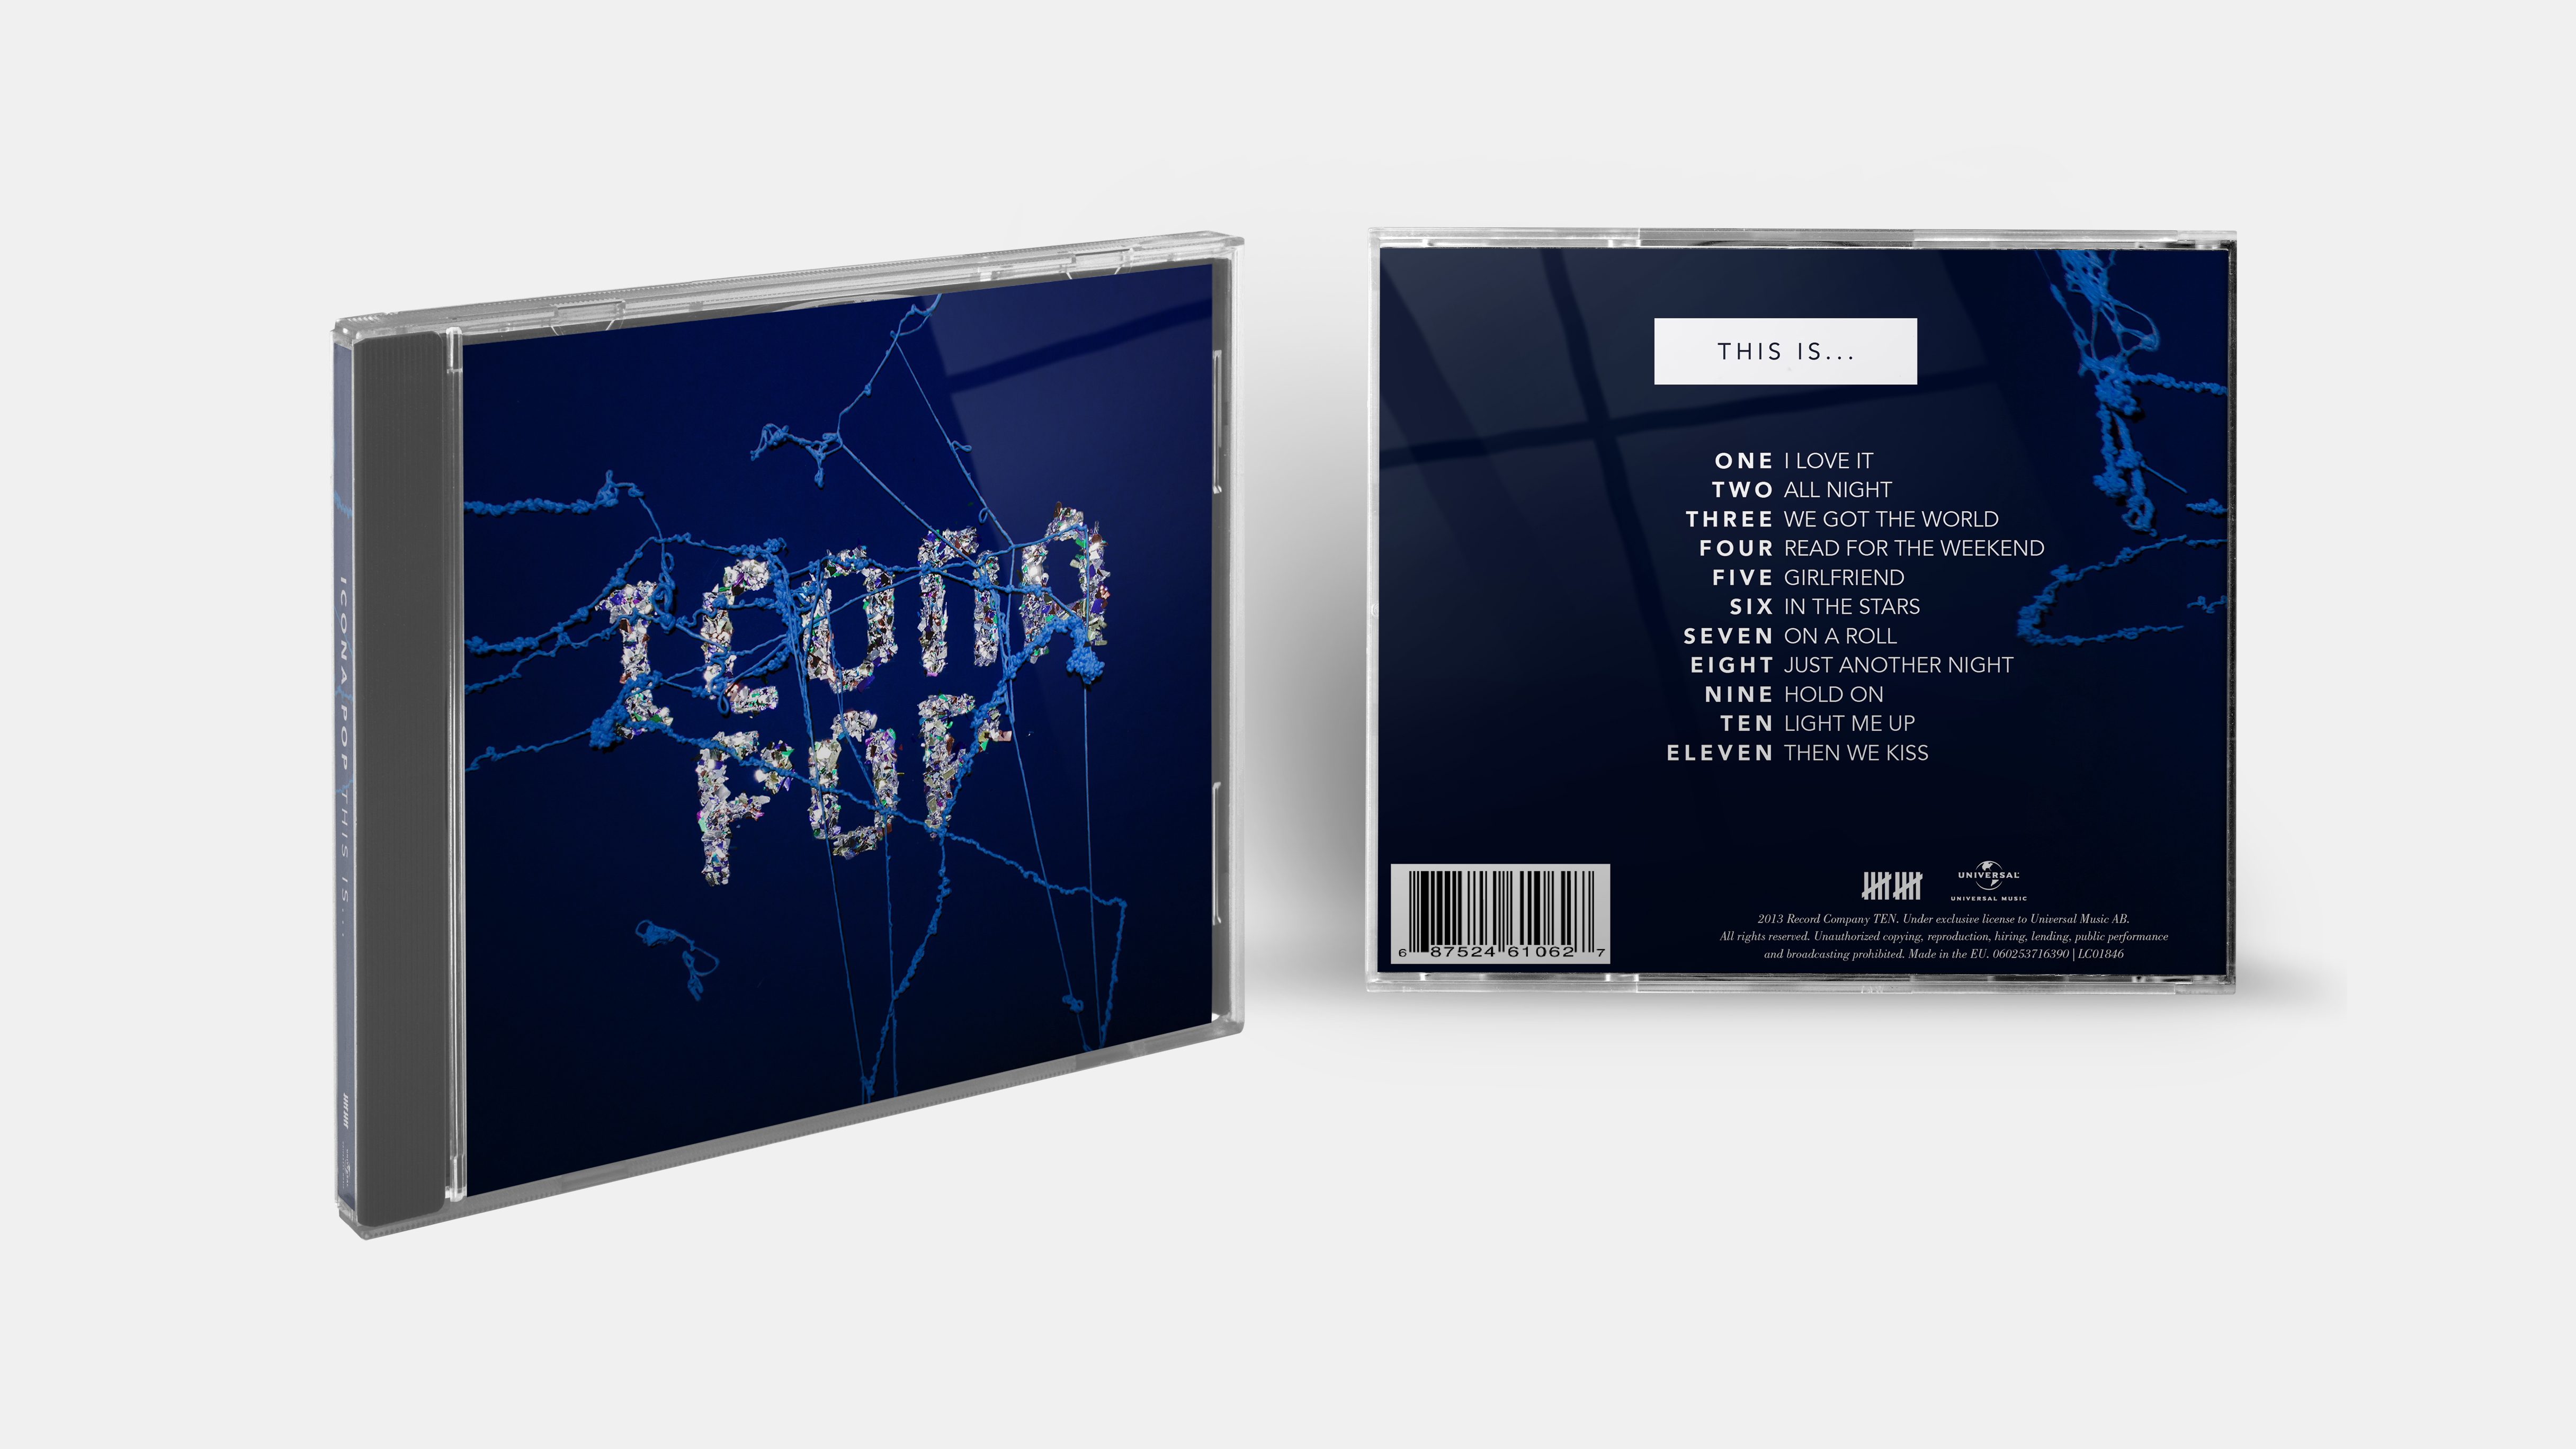 ICONA POP THIS IS...
ICONA
POP
THIS IS...
ONE I LOVE IT
TWO ALL NIGHT
THREE WE GOT THE WORLD
FOUR READ FOR THE WEEKEND
FIVE GIRLFRIEND
SIX IN THE STARS
SEVEN ON A ROLL
EIGHT JUST ANOTHER NIGHT
NINE HOLD ON
TEN LIGHT ME UP
ELEVEN THEN WE KISS
6 87524 61062 7
UNIVERSAL
UNIVERSAL MUSIC
2013 Record Company TEN. Under exclusive license to Universal Music AB.
All rights reserved. Unauthorized copying, reproduction, hiring, lending, public performance
and broadcasting prohibited. Made in the EU. 060253716390 | LC01846